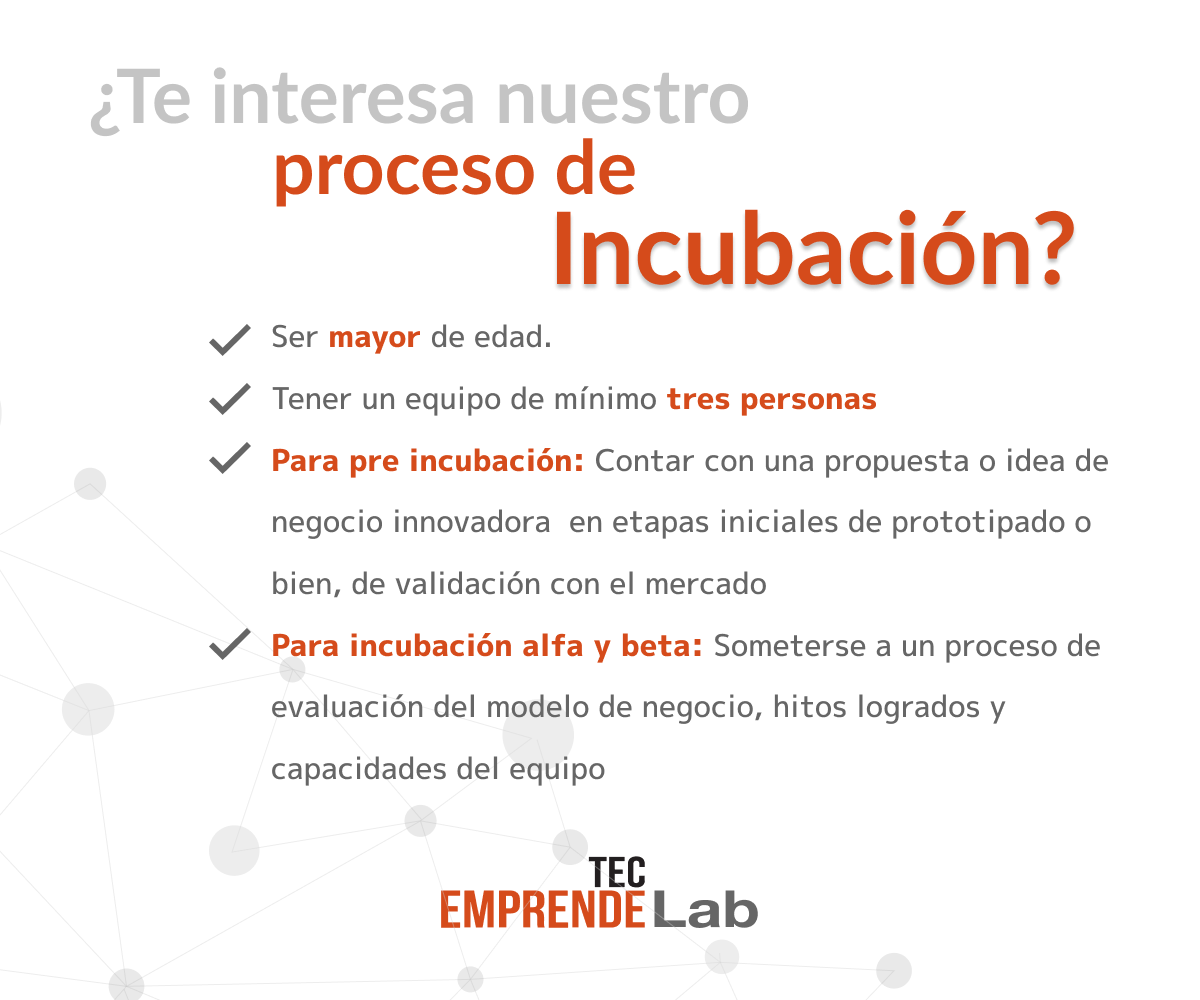 ¿Te interesa nuestro
proceso de
Incubación?
Ser mayor de edad.
Tener un equipo de mínimo tres personas
Para pre incubación: Contar con una propuesta o idea de
negocio innovadora  en etapas iniciales de prototipado o
bien, de validación con el mercado
Para incubación alfa y beta: Someterse a un proceso de
evaluación del modelo de negocio, hitos logrados y
capacidades del equipo
TEC
EMPRENDE Lab